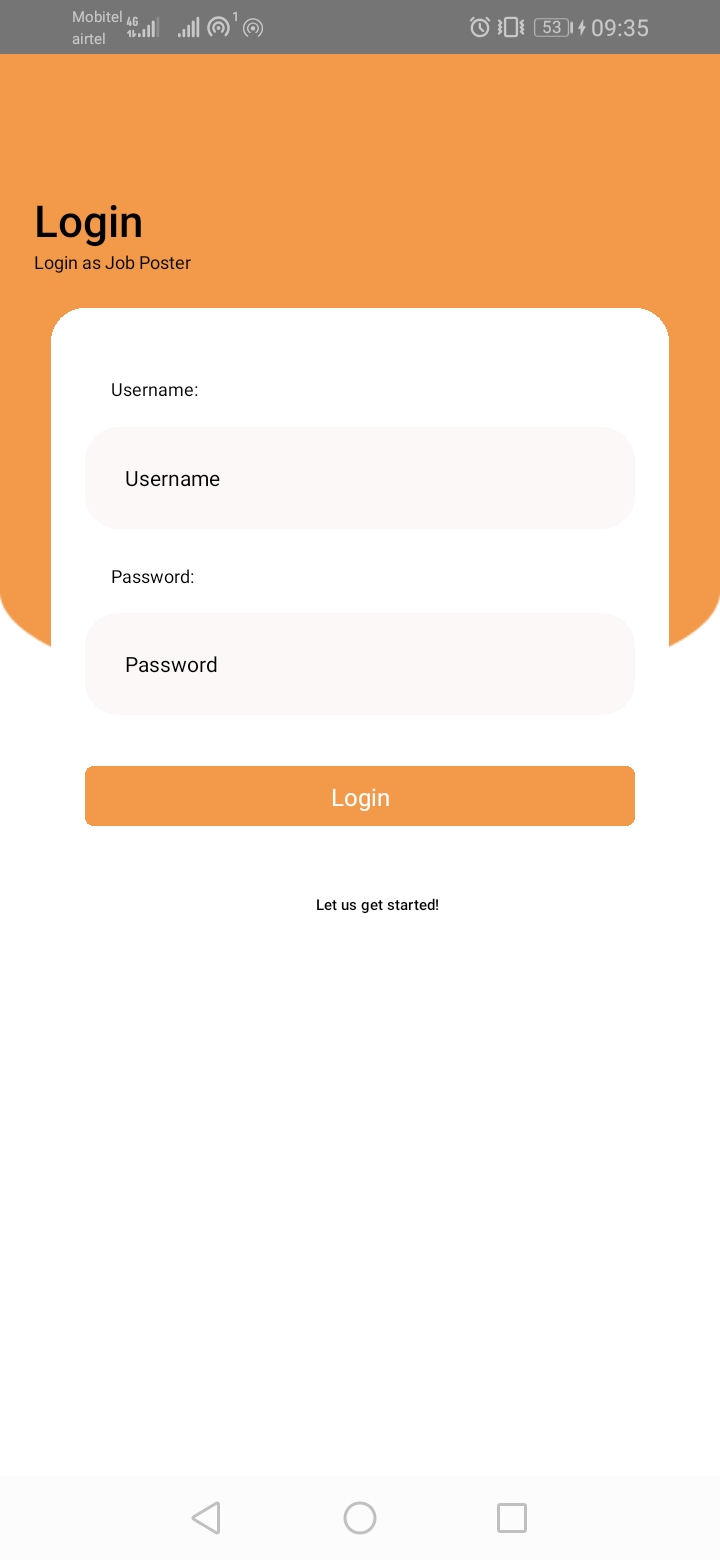 Mobitel 4G 1
airtel
53 09:35
Login
Login as Job Poster
Username:
Username
Password:
Password
Login
Let us get started!